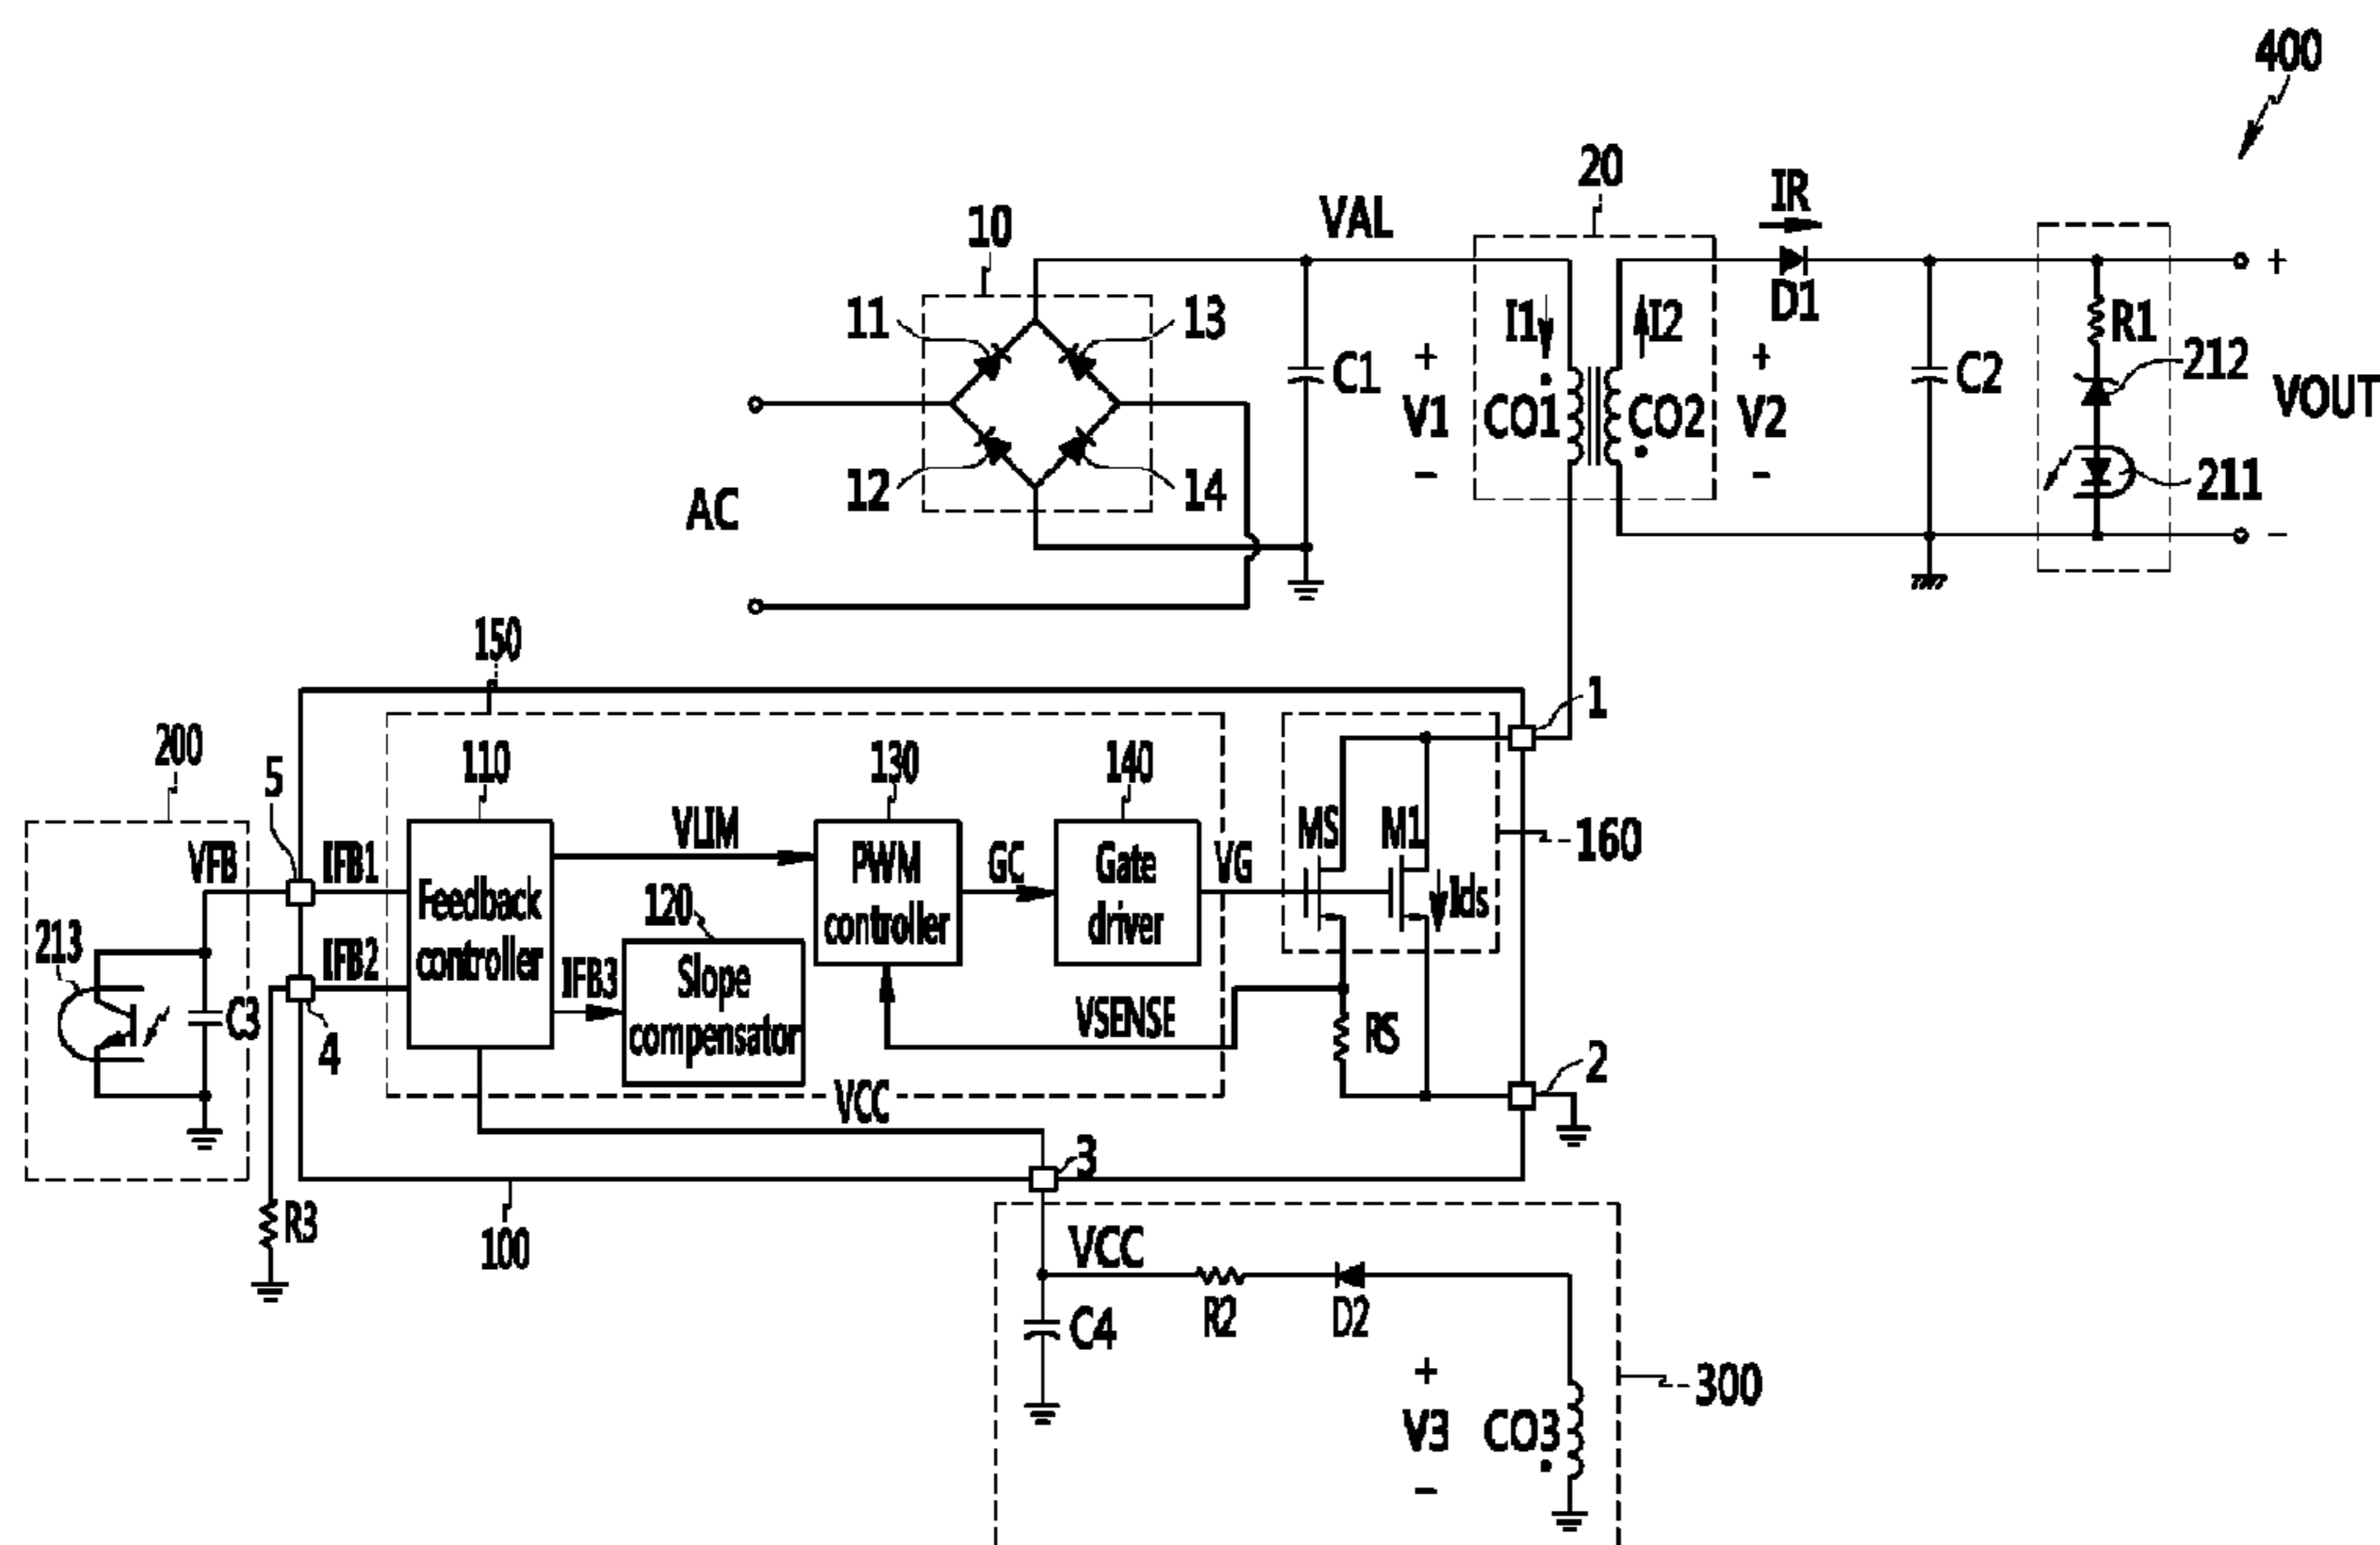 400
20
IR
VAL
10
11
13
I1
I2
D1
R1
212
C1
+
V1
-
CO1
CO2
+
V2
-
C2
+
VOUT
-
12
14
211
AC
150
1
200
5
110
130
140
VLIM
MS
M1
160
VFB
IFB1
Feedback
controller
120
PWM
controller
GC
Gate
driver
VG
Ids
213
IFB2
IFB3
Slope
compensator
C3
4
VSENSE
RS
2
VCC
3
R3
100
VCC
C4
R2
D2
+
V3
-
CO3
300